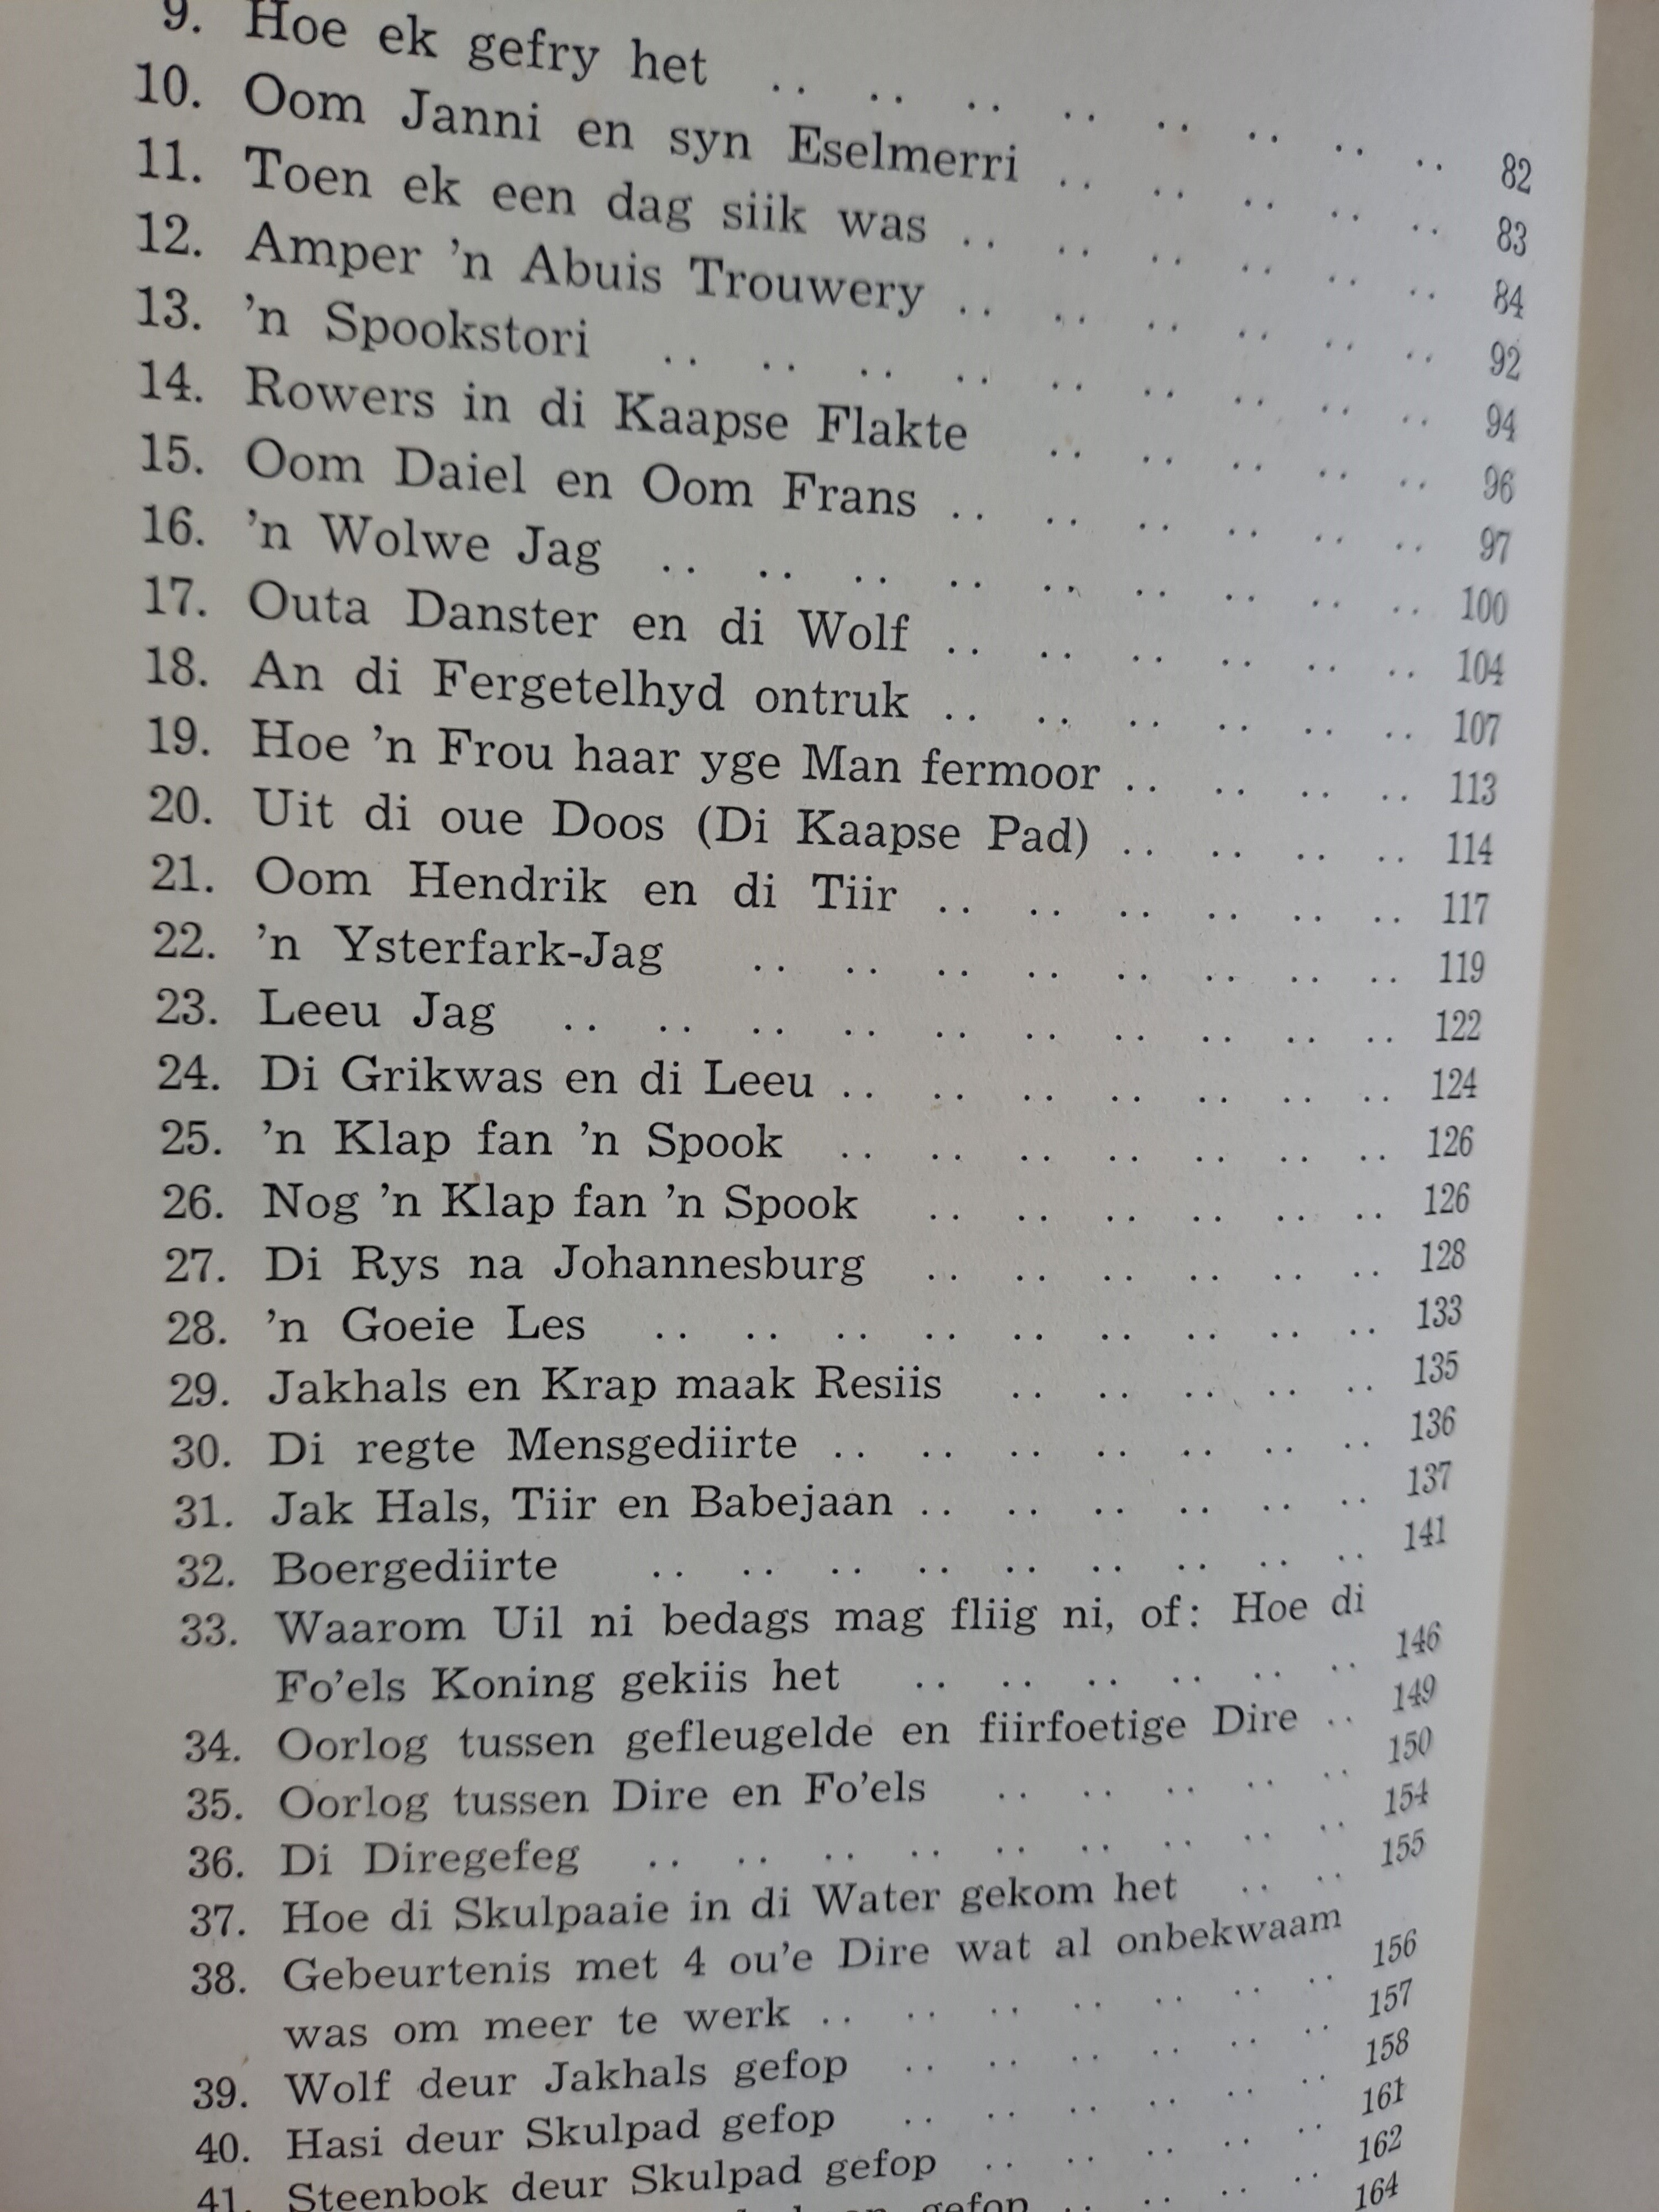 9. Hoe ek gefry het .. .. .. .. .. .. .. .. 82
10. Oom Janni en syn Eselmerri .. .. .. .. .. 83
11. Toen ek een dag siik was .. .. .. .. .. .. 84
12. Amper 'n Abuis Trouwery .. .. .. .. .. .. 92
13. 'n Spookstori .. .. .. .. .. .. .. .. .. 94
14. Rowers in di Kaapse Flakte .. .. .. .. .. 96
15. Oom Daiel en Oom Frans .. .. .. .. .. .. 97
16. 'n Wolwe Jag .. .. .. .. .. .. .. .. .. 100
17. Outa Danster en di Wolf .. .. .. .. .. .. 104
18. An di Fergetelhyd ontruk .. .. .. .. .. .. 107
19. Hoe 'n Frou haar yge Man fermoor .. .. .. .. 113
20. Uit di oue Doos (Di Kaapse Pad) .. .. .. .. 114
21. Oom Hendrik en di Tiir .. .. .. .. .. .. 117
22. 'n Ysterfark-Jag .. .. .. .. .. .. .. .. 119
23. Leeu Jag .. .. .. .. .. .. .. .. .. .. 122
24. Di Grikwas en di Leeu .. .. .. .. .. .. .. 124
25. 'n Klap fan 'n Spook .. .. .. .. .. .. .. 126
26. Nog 'n Klap fan 'n Spook .. .. .. .. .. .. 126
27. Di Rys na Johannesburg .. .. .. .. .. .. 128
28. 'n Goeie Les .. .. .. .. .. .. .. .. .. 133
29. Jakhals en Krap maak Resiis .. .. .. .. .. 135
30. Di regte Mensgediirte .. .. .. .. .. .. .. 136
31. Jak Hals, Tiir en Babejaan .. .. .. .. .. .. 137
32. Boergediirte .. .. .. .. .. .. .. .. .. 141
33. Waarom Uil ni bedags mag fliig ni, of: Hoe di
Fo'els Koning gekiis het .. .. .. .. .. .. 146
34. Oorlog tussen gefleugelde en fiirfoetige Dire .. 149
35. Oorlog tussen Dire en Fo'els .. .. .. .. .. 150
36. Di Diregefeg .. .. .. .. .. .. .. .. .. 154
37. Hoe di Skulpaaie in di Water gekom het .. .. 155
38. Gebeurtenis met 4 ou'e Dire wat al onbekwaam
was om meer te werk .. .. .. .. .. .. .. 156
39. Wolf deur Jakhals gefop .. .. .. .. .. .. 157
40. Hasi deur Skulpad gefop .. .. .. .. .. .. 158
41. Steenbok deur Skulpad gefop .. .. .. .. .. 161
gefop .. .. .. .. 162
164